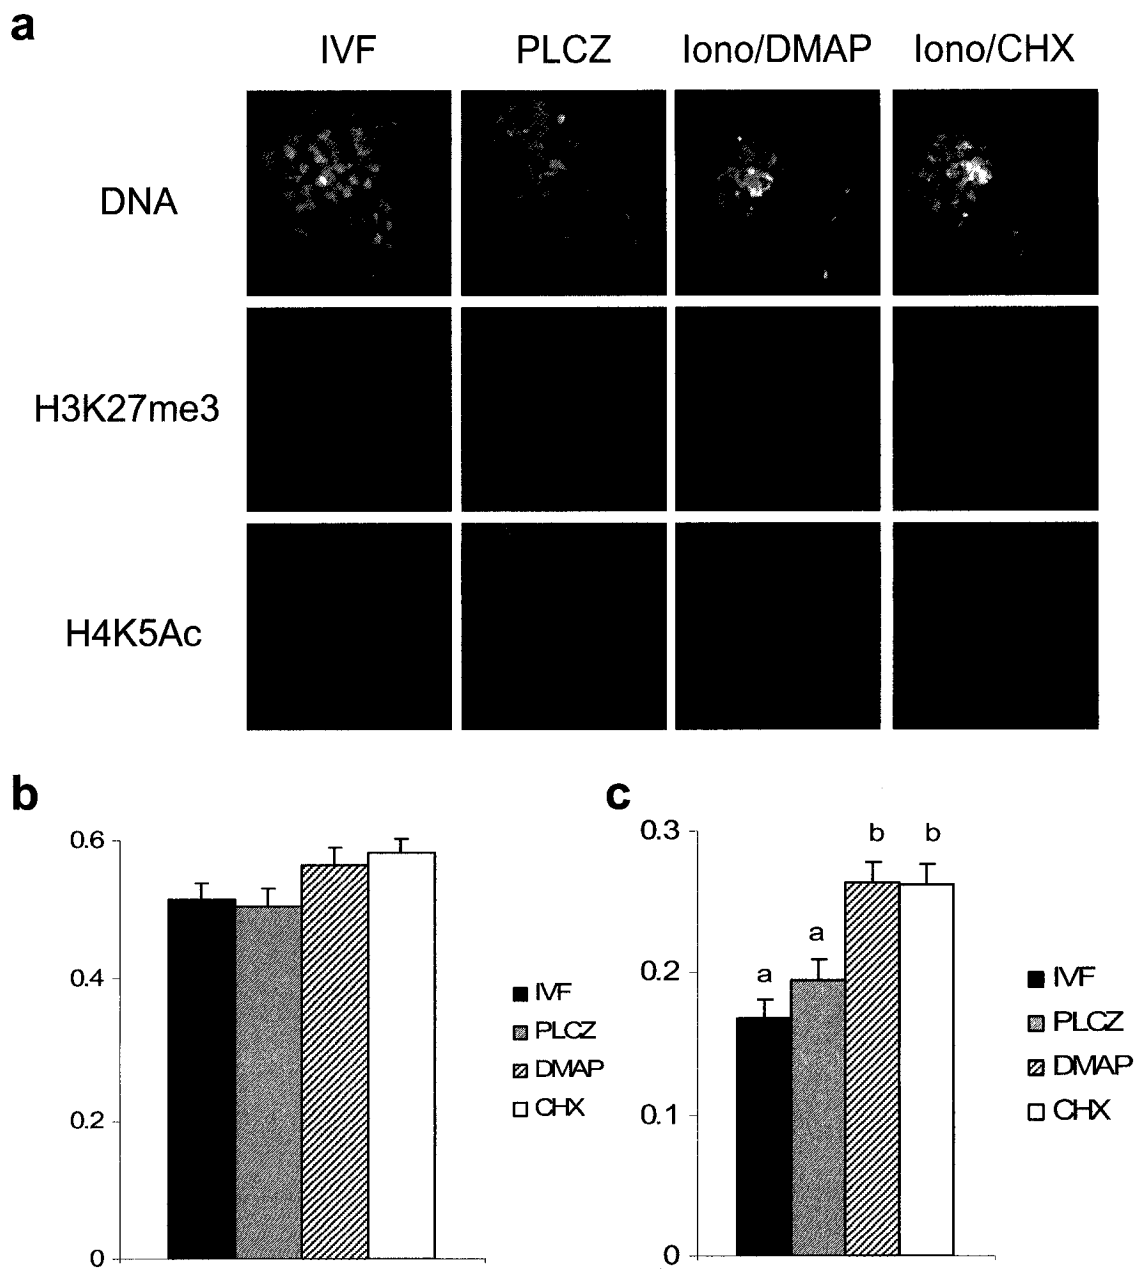 a
IVF PLCZ Iono/DMAP Iono/CHX
DNA
H3K27me3
H4K5Ac
b
0.6
0.4
0.2
0
IVF
PLCZ
DMAP
CHX
c
0.3
0.2
0.1
0
a a b b
IVF
PLCZ
DMAP
CHX